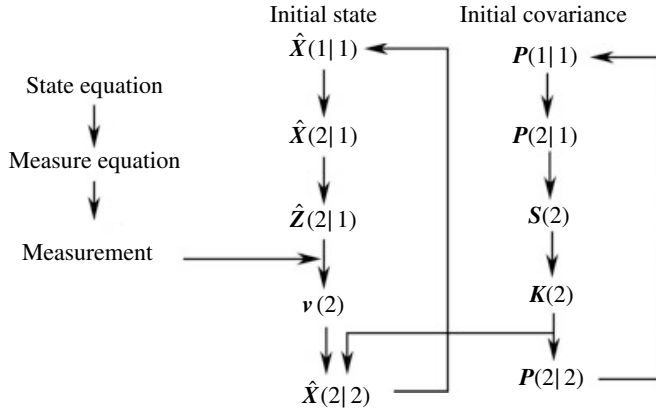 Initial state
Initial covariance
X̂(1|1)
P(1|1)
State equation
X̂(2|1)
P(2|1)
Measure equation
Ẑ(2|1)
S(2)
Measurement
v(2)
K(2)
X̂(2|2)
P(2|2)